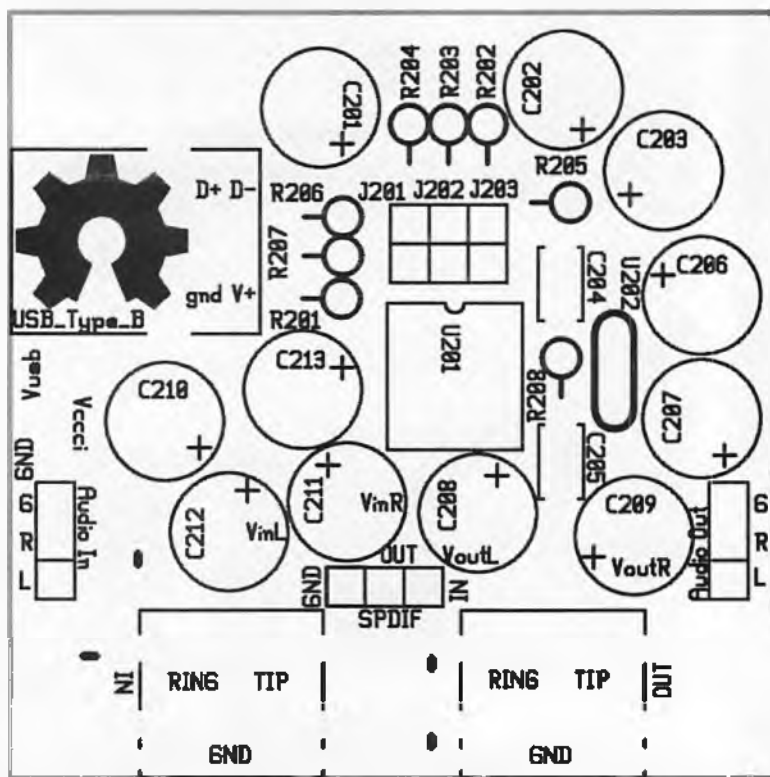 C201
R204
R203
R202
C202
C203
R205
D+ D-
R206
J201
J202
J203
R207
gnd V+
USB_Type_B
R201
C204
U202
C206
U201
C213
C210
R208
C207
Vusb
Vccci
GND
G
R
L
Audio In
C212
VinL
C211
VinR
C208
VoutL
C205
C209
VoutR
Audio Out
G
R
L
OUT
GND
IN
SPDIF
IN
RING TIP
GND
RING TIP
OUT
GND